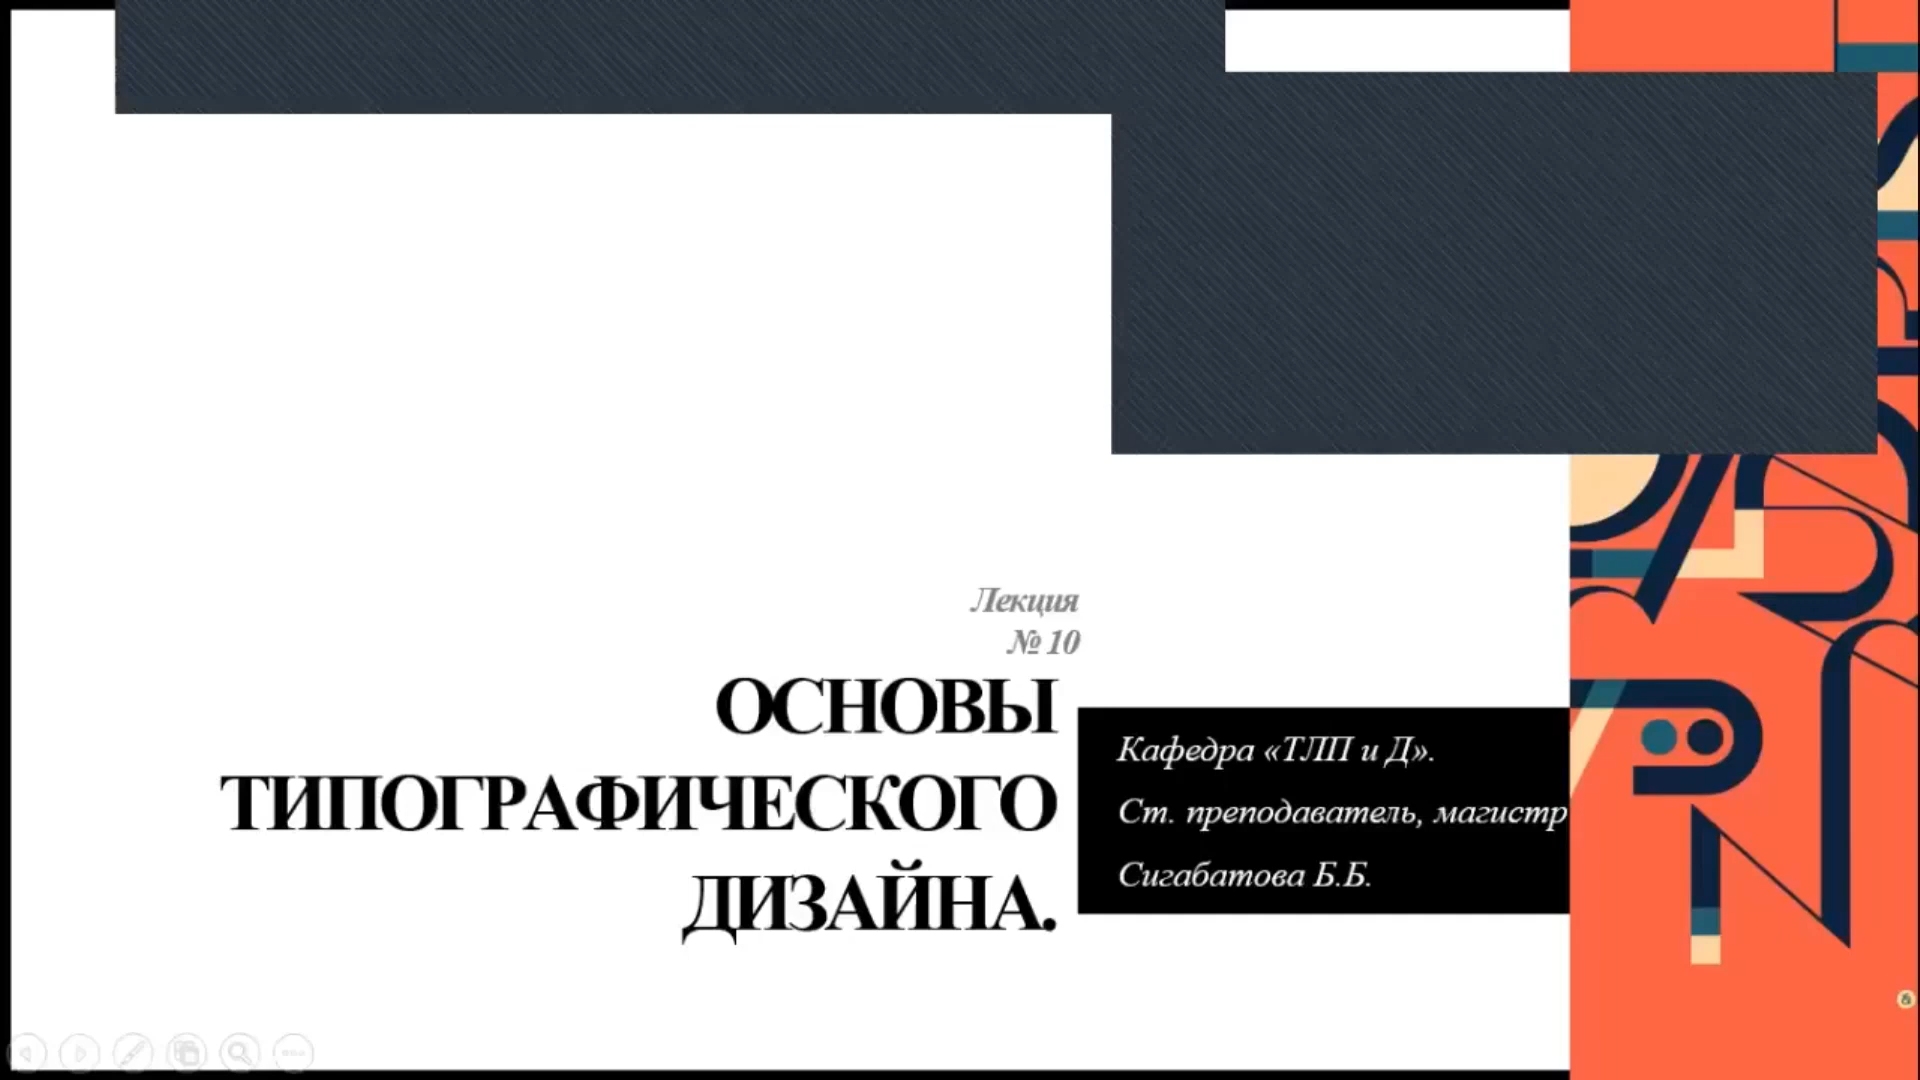 Лекция
№ 10
ОСНОВЫ
ТИПОГРАФИЧЕСКОГО
ДИЗАЙНА.
Кафедра «ТЛП и Д».
Ст. преподаватель, магистр
Сигабатова Б.Б.